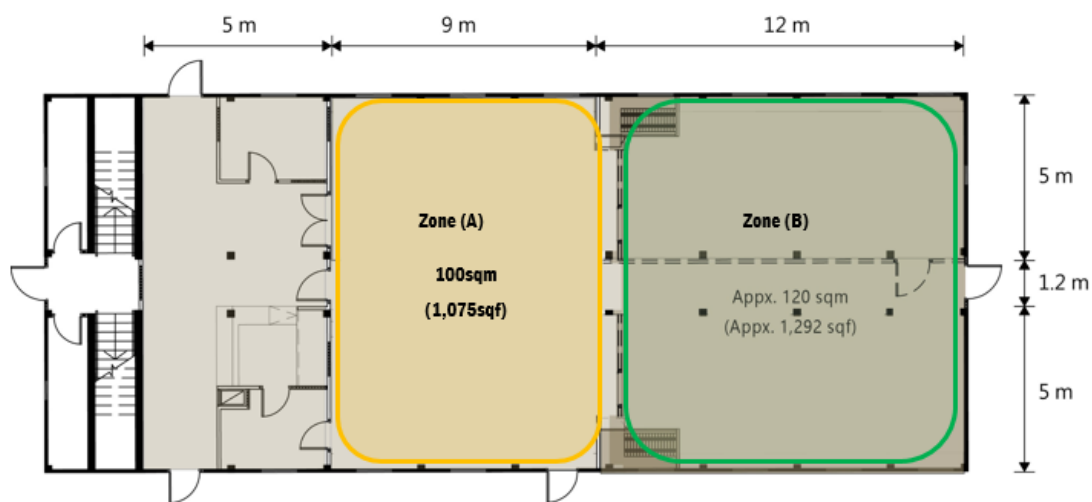 5 m
9 m
12 m
Zone (A)
100sqm
(1,075sqf)
Zone (B)
Appx. 120 sqm
(Appx. 1,292 sqf)
5 m
1.2 m
5 m